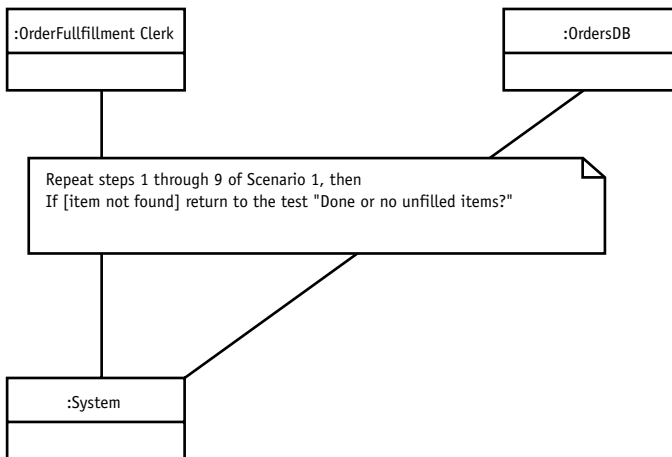 :OrderFullfillment Clerk
:OrdersDB
Repeat steps 1 through 9 of Scenario 1, then
If [item not found] return to the test "Done or no unfilled items?"
:System